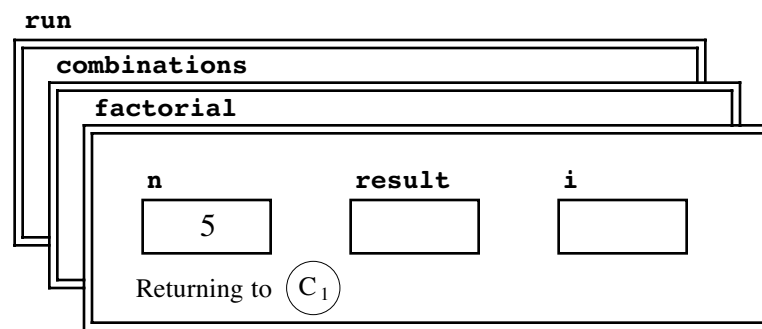 run
combinations
factorial
n result i
5
Returning to C1